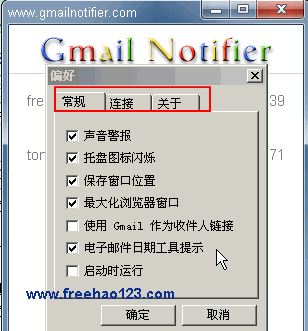 www.gmailnotifier.com
Gmail Notifier
偏好
fre
39
常规 连接 关于
声音警报
tor
71
托盘图标闪烁
保存窗口位置
最大化浏览器窗口
使用 Gmail 作为收件人链接
电子邮件日期工具提示
启动时运行
www.freehao123.com
确定 取消